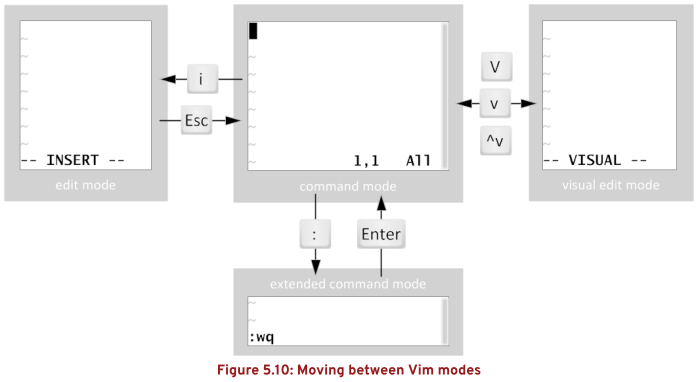 -- INSERT --
edit mode
i
Esc
~
~
~
~
~
~
~
~
1,1 All
command mode
V
v
^v
-- VISUAL --
visual edit mode
:
Enter
extended command mode
~
~
:wq
Figure 5.10: Moving between Vim modes